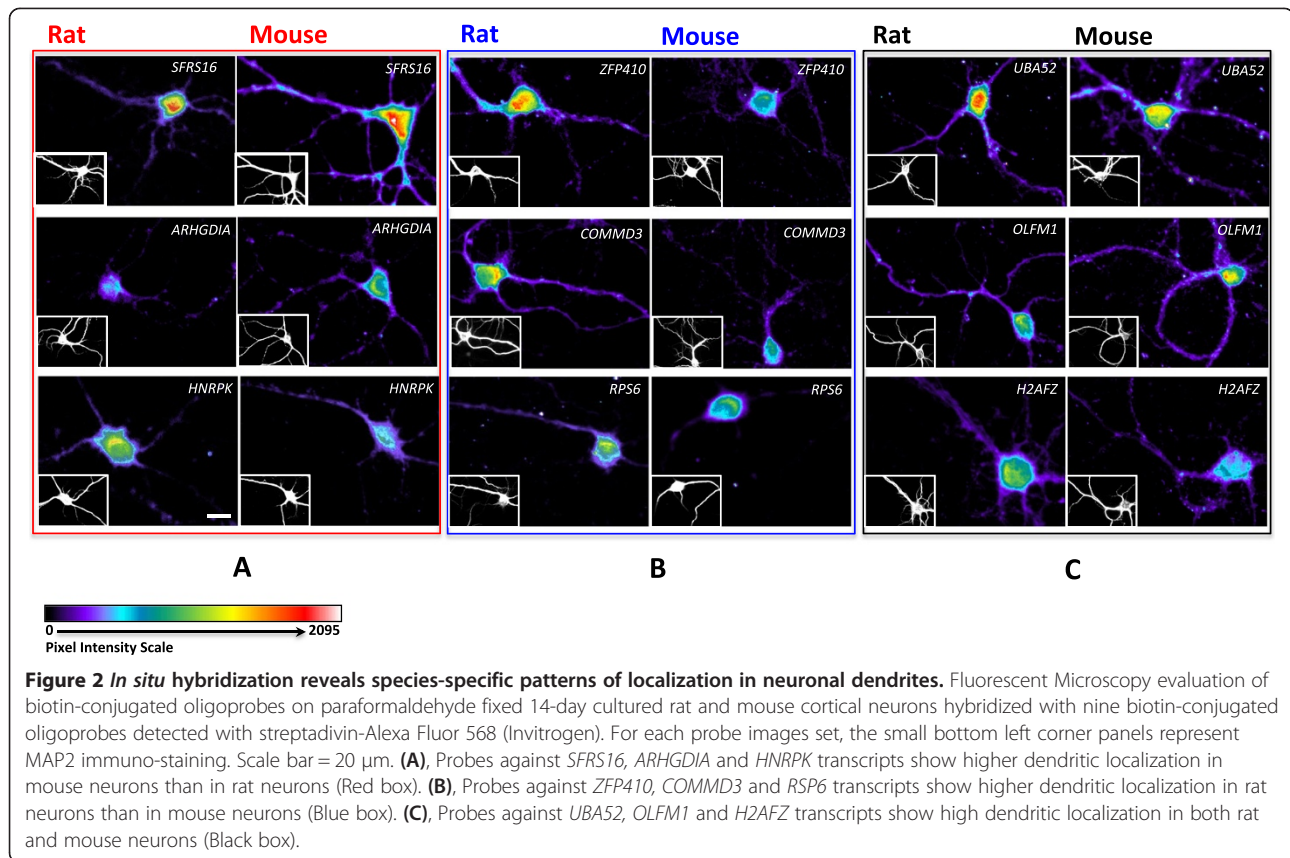 Rat Mouse Rat Mouse Rat Mouse
SFRS16 SFRS16 ZFP410 ZFP410 UBA52 UBA52
ARHGDIA ARHGDIA COMMD3 COMMD3 OLFM1 OLFM1
HNRPK HNRPK RPS6 RPS6 H2AFZ H2AFZ
A B C
0 2095
Pixel Intensity Scale
Figure 2 In situ hybridization reveals species-specific patterns of localization in neuronal dendrites. Fluorescent Microscopy evaluation of
biotin-conjugated oligoprobes on paraformaldehyde fixed 14-day cultured rat and mouse cortical neurons hybridized with nine biotin-conjugated
oligoprobes detected with streptadivin-Alexa Fluor 568 (Invitrogen). For each probe images set, the small bottom left corner panels represent
MAP2 immuno-staining. Scale bar = 20 μm. (A), Probes against SFRS16, ARHGDIA and HNRPK transcripts show higher dendritic localization in
mouse neurons than in rat neurons (Red box). (B), Probes against ZFP410, COMMD3 and RSP6 transcripts show higher dendritic localization in rat
neurons than in mouse neurons (Blue box). (C), Probes against UBA52, OLFM1 and H2AFZ transcripts show high dendritic localization in both rat
and mouse neurons (Black box).